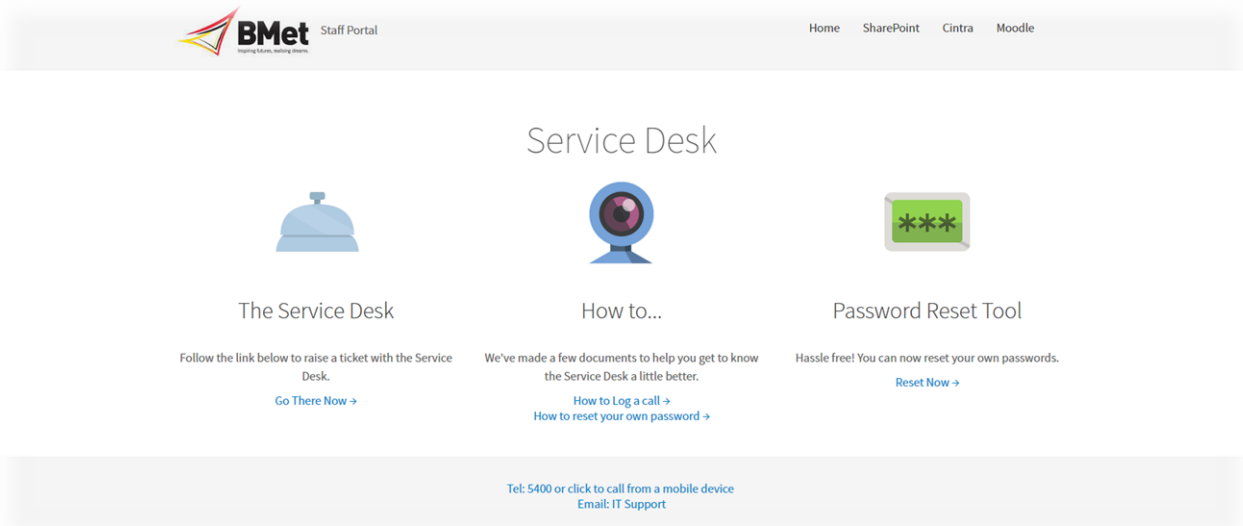 BMet
Inspiring futures, realising dreams.
Staff Portal
Home SharePoint Cintra Moodle
Service Desk
The Service Desk
Follow the link below to raise a ticket with the Service
Desk.
Go There Now →
How to...
We've made a few documents to help you get to know
the Service Desk a little better.
How to Log a call →
How to reset your own password →
***
Password Reset Tool
Hassle free! You can now reset your own passwords.
Reset Now →
Tel: 5400 or click to call from a mobile device
Email: IT Support